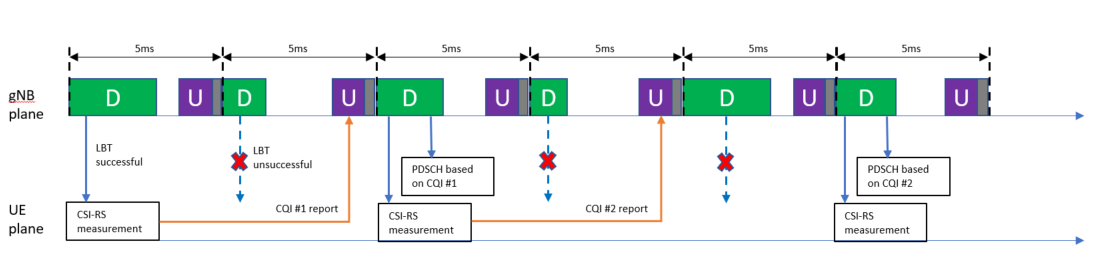 5ms 5ms 5ms 5ms 5ms 5ms
gNB
plane
D U D U D U D U D U D U
LBT
successful
LBT
unsuccessful
PDSCH based
on CQI #1
PDSCH based
on CQI #2
UE
plane
CSI-RS
measurement
CQI #1 report
CSI-RS
measurement
CQI #2 report
CSI-RS
measurement